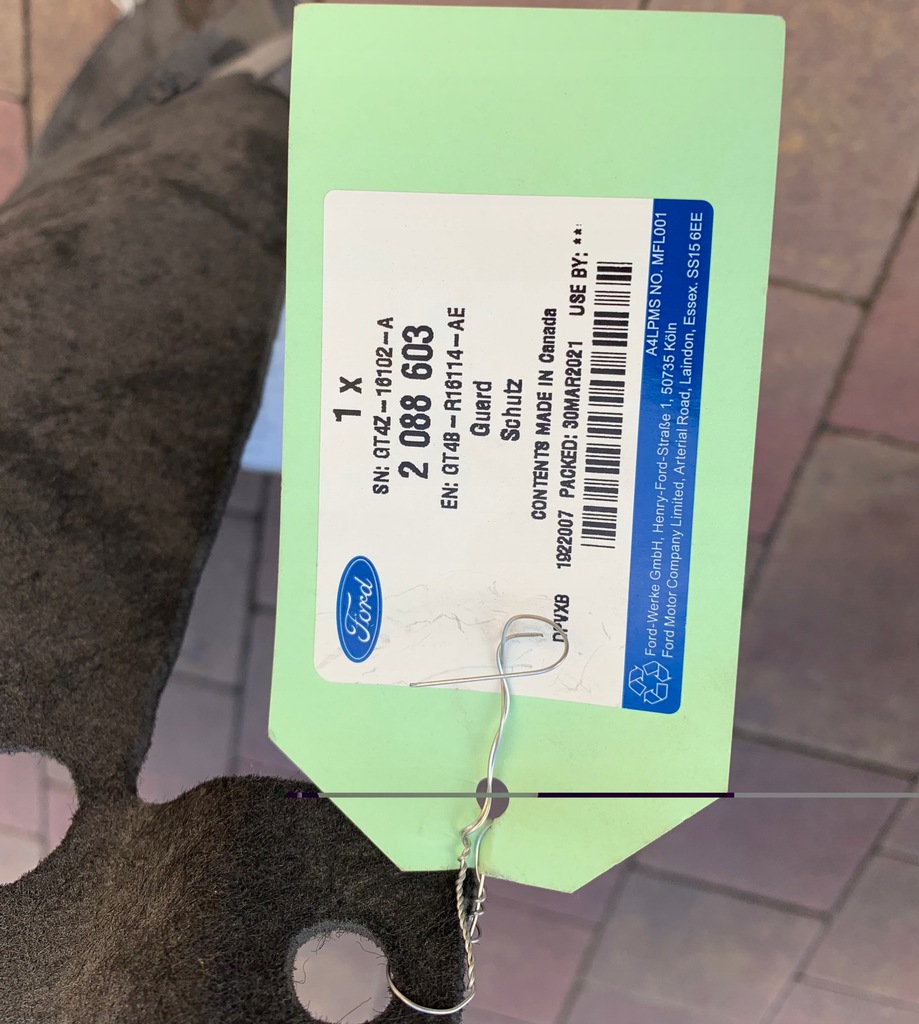 1 x
SN: GT4Z-16102-A
2 088 603
EN: GT4B-R16114-AE
Guard
Schutz
CONTENTS MADE IN Canada
1922007 PACKED: 30MAR2021 USE BY: **
Ford
A4LPMS NO. MFL001
Ford-Werke GmbH, Henry-Ford-Straße 1, 50735 Köln
Ford Motor Company Limited, Arterial Road, Laindon, Essex. SS15 6EE